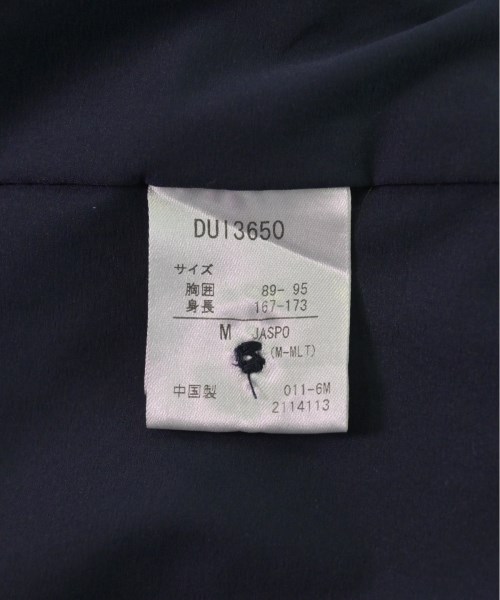 DUI3650
サイズ
胸囲 89- 95
身長 167-173
M JASPO
(M-MLT)
中国製 011-6M
2114113